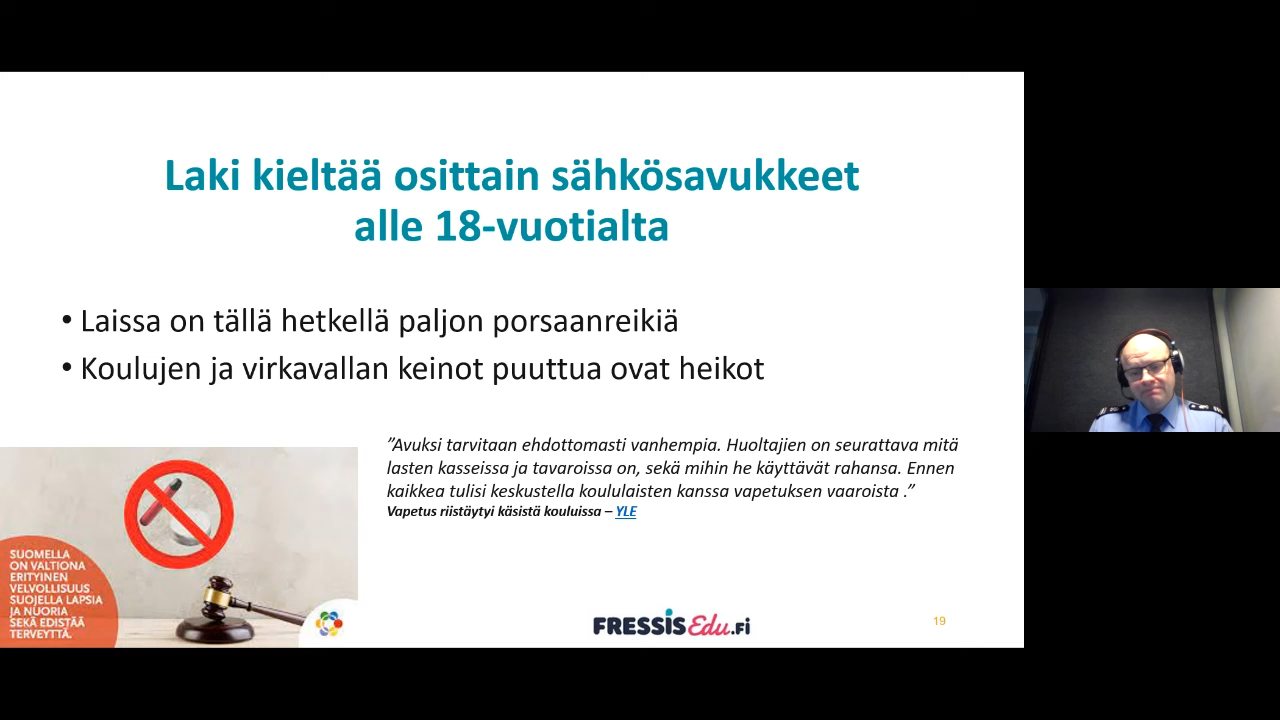 Laki kieltää osittain sähkösavukkeet
alle 18-vuotialta
• Laissa on tällä hetkellä paljon porsaanreikiä
• Koulujen ja virkavallan keinot puuttua ovat heikot
”Avuksi tarvitaan ehdottomasti vanhempia. Huoltajien on seurattava mitä
lasten kasseissa ja tavaroissa on, sekä mihin he käyttävät rahansa. Ennen
kaikkea tulisi keskustella koululaisten kanssa vapetuksen vaaroista .”
Vapetus riistäytyi käsistä kouluissa – YLE
SUOMELLA
ON VALTIONA
ERITYINEN
VELVOLLISUUS
SUOJELLA LAPSIA
JA NUORIA
SEKÄ EDISTÄÄ
TERVEYTTÄ.
FRESSIS Edu.fi
19